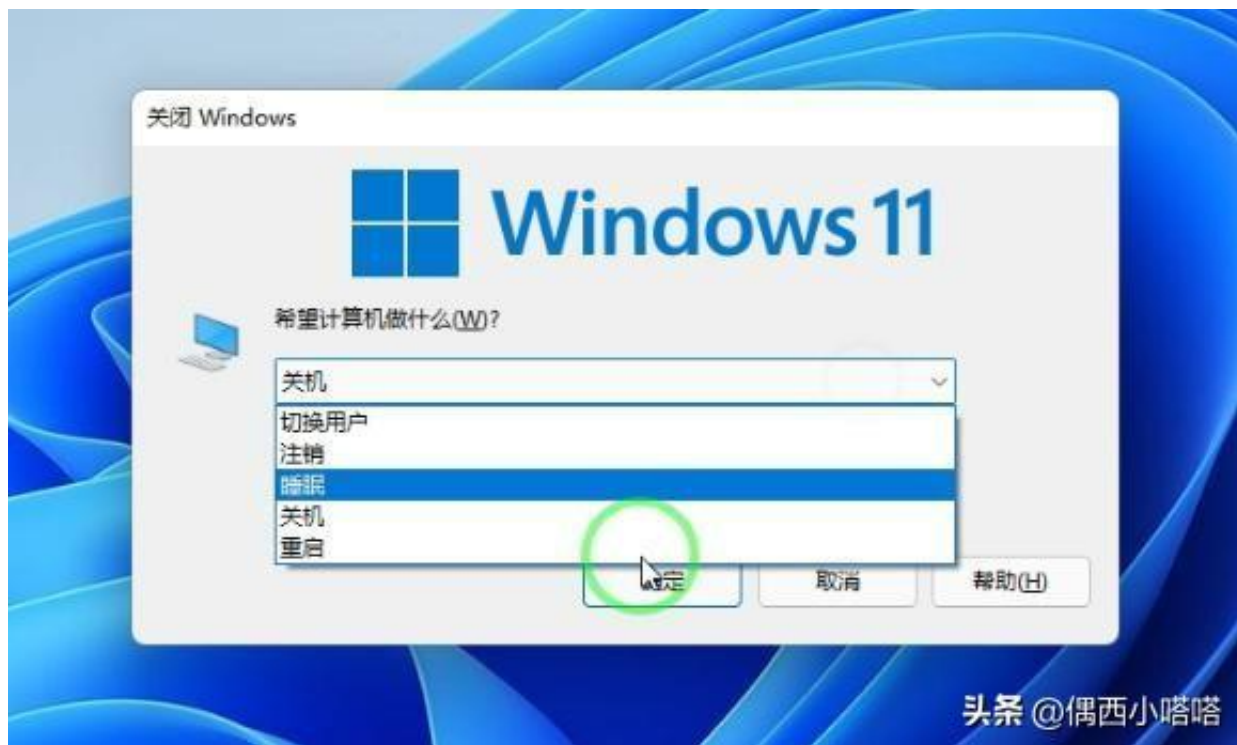 关闭 Windows
Windows 11
希望计算机做什么(W)?
关机
切换用户
注销
睡眠
关机
重启
定 取消 帮助(H)
头条 @偶西小嗒嗒